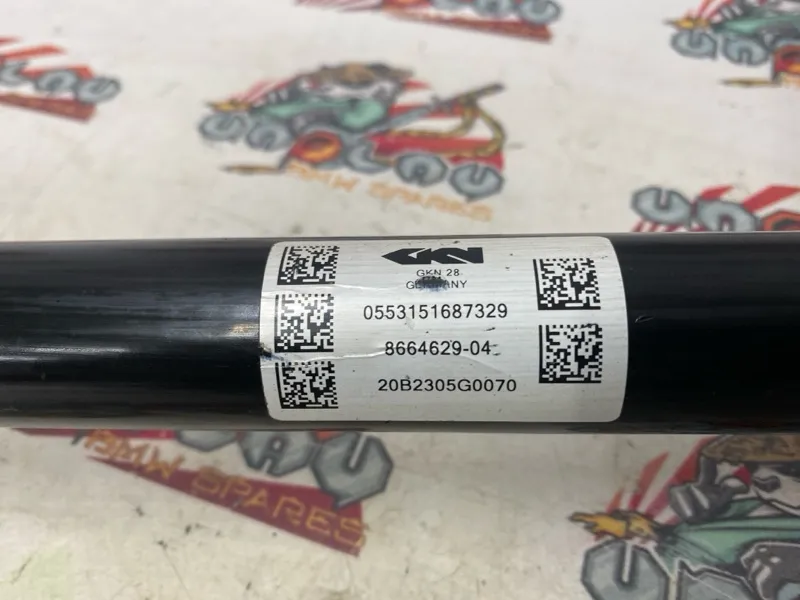 GKN
GKN 28
GERMANY
0553151687329
8664629-04
20B2305G0070
BMW SPARES
BMW SPARES